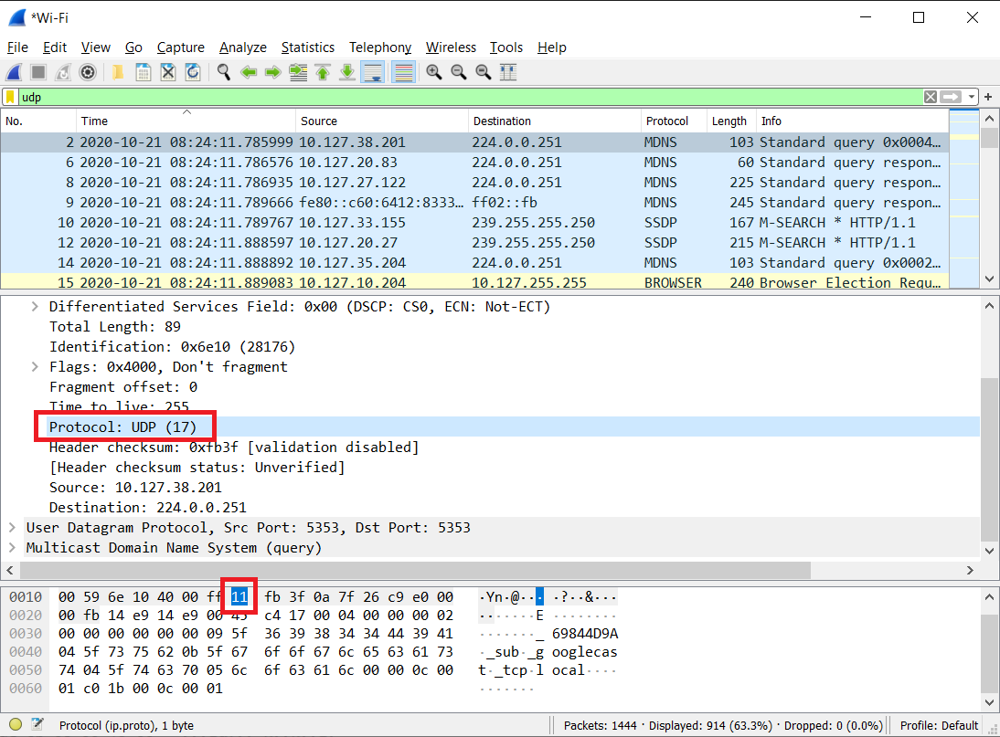 *Wi-Fi
File Edit View Go Capture Analyze Statistics Telephony Wireless Tools Help
udp
No. Time Source Destination Protocol Length Info
2 2020-10-21 08:24:11.785999 10.127.38.201 224.0.0.251 MDNS 103 Standard query 0x0004…
6 2020-10-21 08:24:11.786576 10.127.20.83 224.0.0.251 MDNS 60 Standard query respon…
8 2020-10-21 08:24:11.786935 10.127.27.122 224.0.0.251 MDNS 225 Standard query respon…
9 2020-10-21 08:24:11.789666 fe80::c60:6412:8333… ff02::fb MDNS 245 Standard query respon…
10 2020-10-21 08:24:11.789767 10.127.33.155 239.255.255.250 SSDP 167 M-SEARCH * HTTP/1.1
12 2020-10-21 08:24:11.888597 10.127.20.27 239.255.255.250 SSDP 215 M-SEARCH * HTTP/1.1
14 2020-10-21 08:24:11.888892 10.127.35.204 224.0.0.251 MDNS 103 Standard query 0x0002…
15 2020-10-21 08:24:11.889083 10.127.10.204 10.127.255.255 BROWSER 240 Browser Election Requ…
Differentiated Services Field: 0x00 (DSCP: CS0, ECN: Not-ECT)
Total Length: 89
Identification: 0x6e10 (28176)
Flags: 0x4000, Don't fragment
Fragment offset: 0
Time to live: 255
Protocol: UDP (17)
Header checksum: 0xfb3f [validation disabled]
[Header checksum status: Unverified]
Source: 10.127.38.201
Destination: 224.0.0.251
User Datagram Protocol, Src Port: 5353, Dst Port: 5353
Multicast Domain Name System (query)
0010 00 59 6e 10 40 00 ff 11 fb 3f 0a 7f 26 c9 e0 00 ·Yn·@··· ·?··&···
0020 00 fb 14 e9 14 e9 00 45 c4 17 00 04 00 00 00 02 ·······E ········
0030 00 00 00 00 00 00 09 5f 36 39 38 34 34 44 39 41 ·······_ 69844D9A
0040 04 5f 73 75 62 0b 5f 67 6f 6f 67 6c 65 63 61 73 ·_sub·_g ooglecas
0050 74 04 5f 74 63 70 05 6c 6f 63 61 6c 00 00 0c 00 t·_tcp·l ocal····
0060 01 c0 1b 00 0c 00 01 ·······
Protocol (ip.proto), 1 byte Packets: 1444 · Displayed: 914 (63.3%) · Dropped: 0 (0.0%) Profile: Default